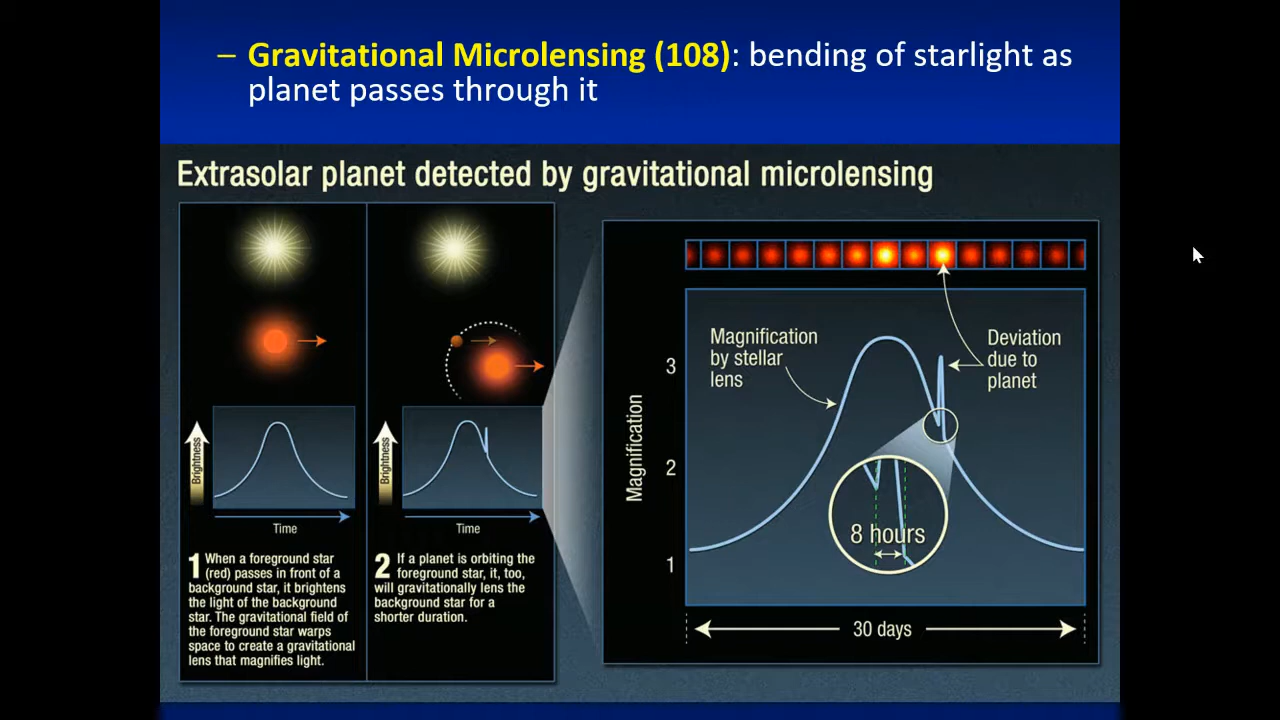 – Gravitational Microlensing (108): bending of starlight as
planet passes through it
Extrasolar planet detected by gravitational microlensing
Brightness
Time
1 When a foreground star
(red) passes in front of a
background star, it brightens
the light of the background
star. The gravitational field of
the foreground star warps
space to create a gravitational
lens that magnifies light.
Brightness
Time
2 If a planet is orbiting the
foreground star, it, too,
will gravitationally lens the
background star for a
shorter duration.
Magnification
3
2
1
Magnification
by stellar
lens
Deviation
due to
planet
8 hours
30 days